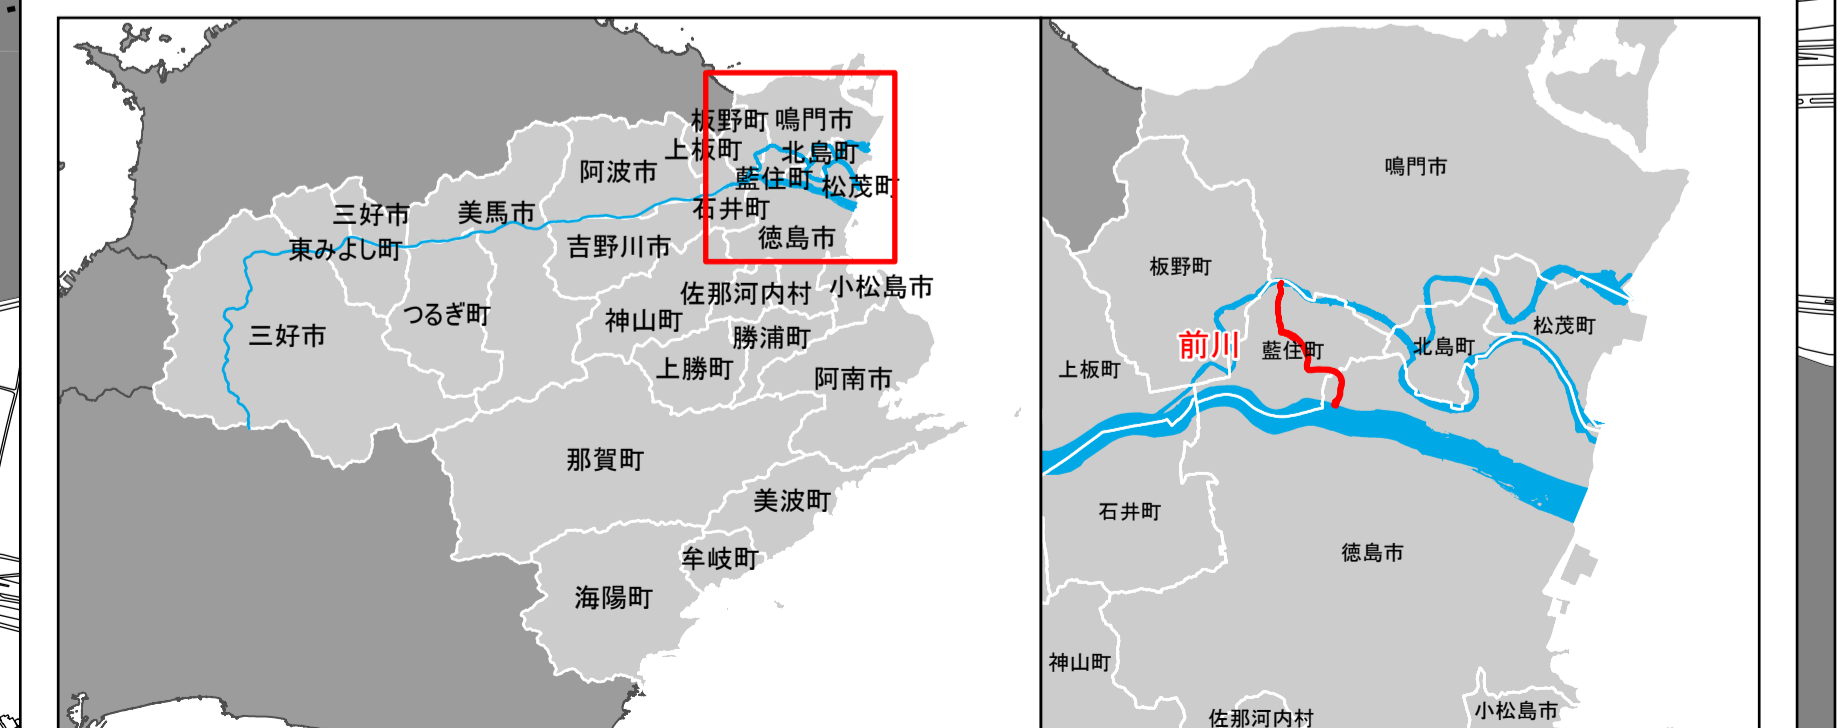 板野町
鳴門市
上板町
北島町
阿波市
藍住町
松茂町
三好市
美馬市
石井町
東みよし町
吉野川市
徳島市
佐那河内村
小松島市
つるぎ町
神山町
三好市
勝浦町
上勝町
阿南市
那賀町
美波町
牟岐町
海陽町
鳴門市
板野町
松茂町
前川
藍住町
北島町
上板町
石井町
徳島市
神山町
佐那河内村
小松島市